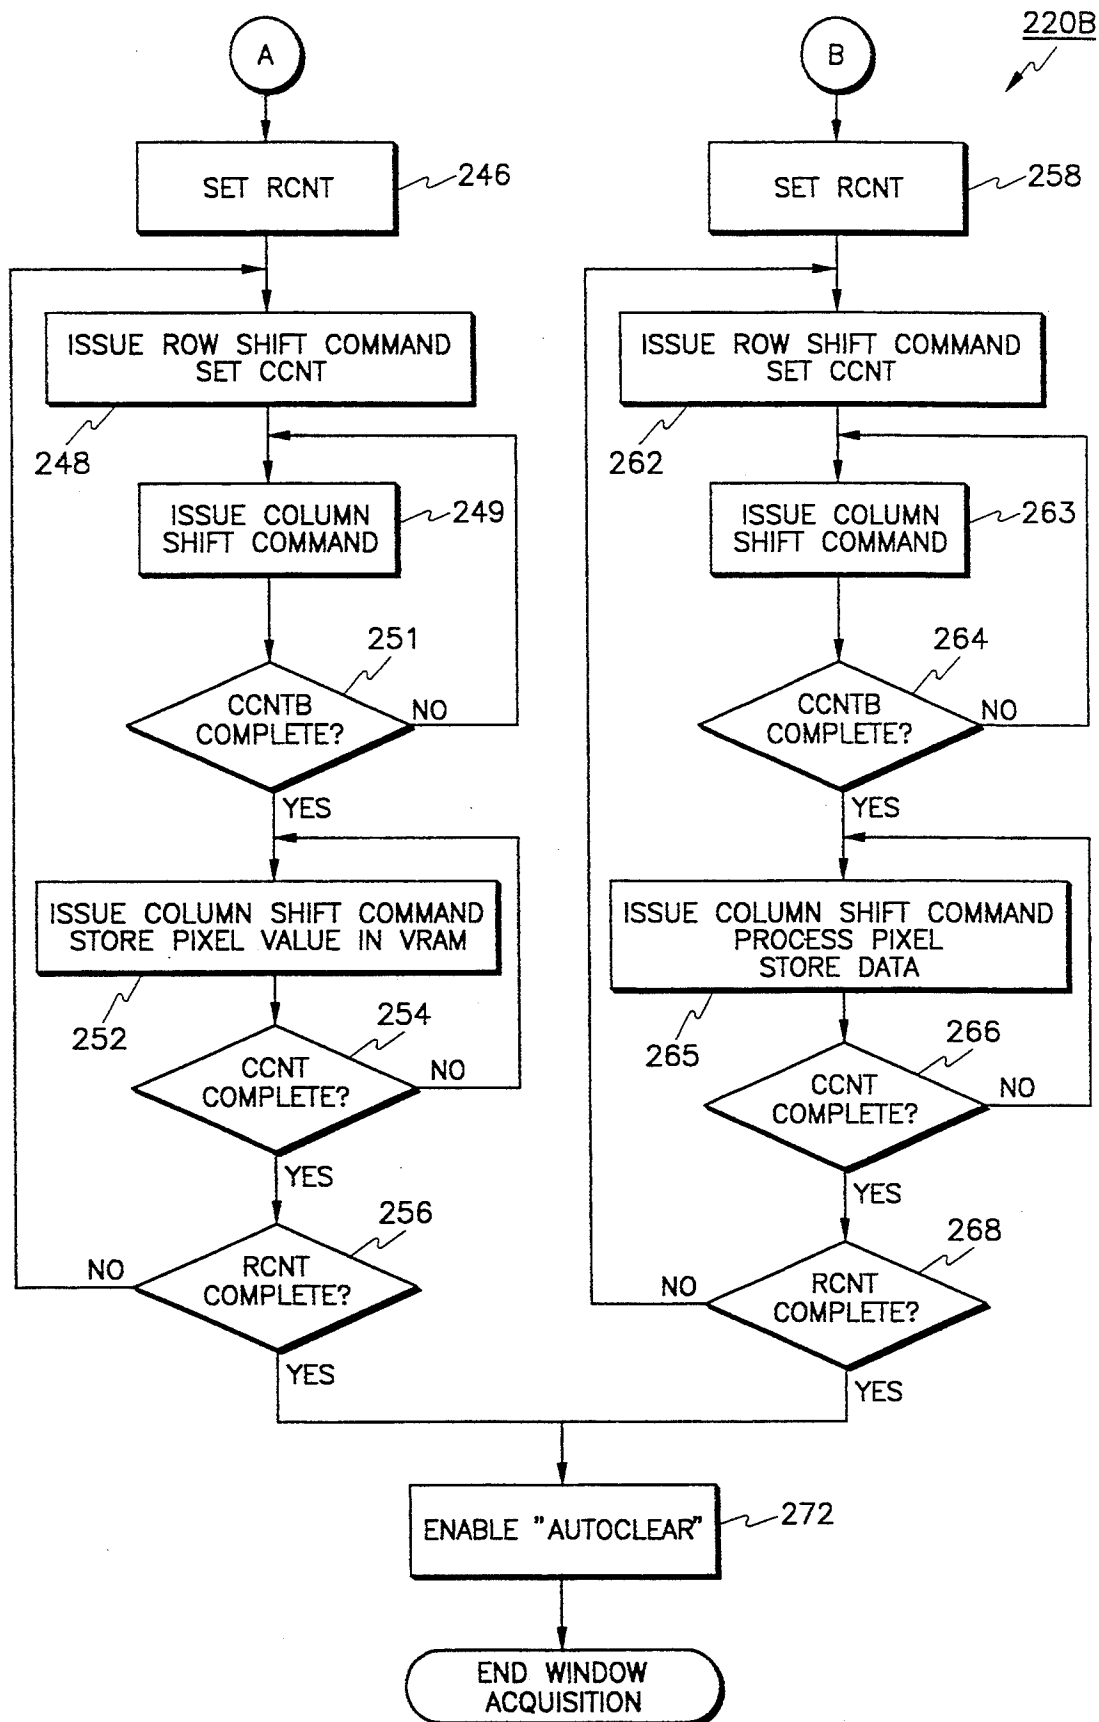 220B
A
SET RCNT
246
ISSUE ROW SHIFT COMMAND
SET CCNT
248
ISSUE COLUMN
SHIFT COMMAND
249
251
CCNTB
COMPLETE?
NO
YES
ISSUE COLUMN SHIFT COMMAND
STORE PIXEL VALUE IN VRAM
252
254
CCNT
COMPLETE?
NO
YES
256
RCNT
COMPLETE?
NO
YES
B
SET RCNT
258
ISSUE ROW SHIFT COMMAND
SET CCNT
262
ISSUE COLUMN
SHIFT COMMAND
263
264
CCNTB
COMPLETE?
NO
YES
ISSUE COLUMN SHIFT COMMAND
PROCESS PIXEL
STORE DATA
265
266
CCNT
COMPLETE?
NO
YES
268
RCNT
COMPLETE?
NO
YES
ENABLE "AUTOCLEAR"
272
END WINDOW
ACQUISITION